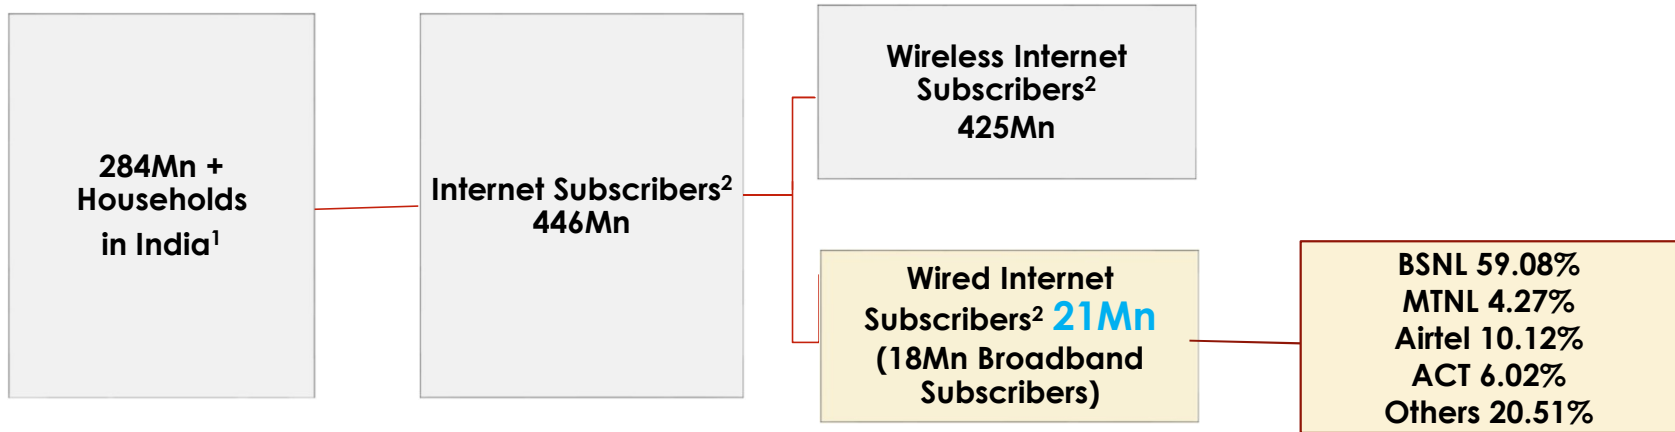 284Mn +
Households
in India¹
Internet Subscribers²
446Mn
Wireless Internet
Subscribers²
425Mn
Wired Internet
Subscribers² 21Mn
(18Mn Broadband
Subscribers)
BSNL 59.08%
MTNL 4.27%
Airtel 10.12%
ACT 6.02%
Others 20.51%